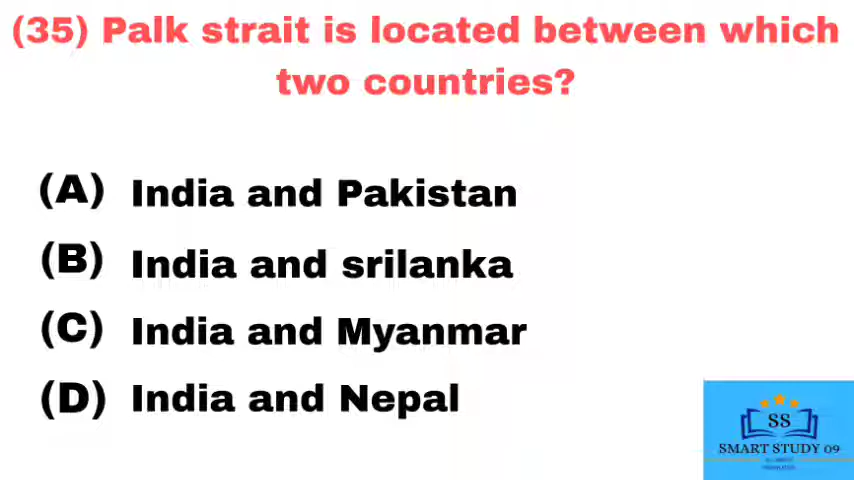 (35) Palk strait is located between which
two countries?
(A) India and Pakistan
(B) India and srilanka
(C) India and Myanmar
(D) India and Nepal
SS
SMART STUDY 09